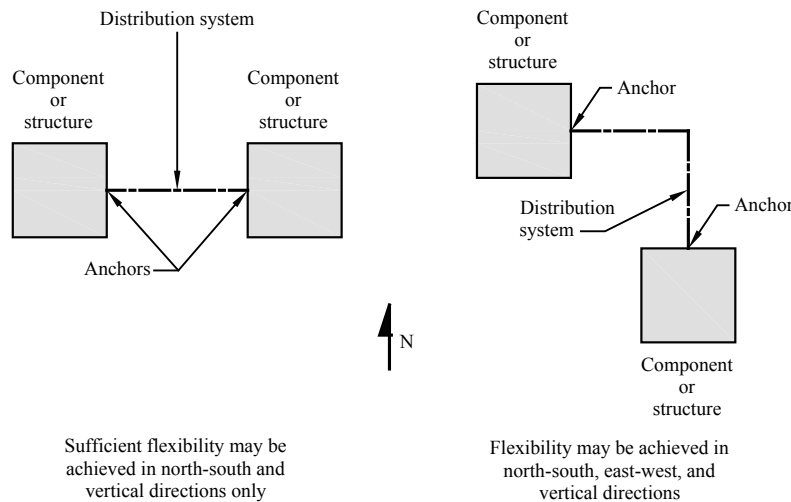 Distribution system
Component
or
structure
Component
or
structure
Anchors
Component
or
structure
Anchor
Distribution
system
Anchor
Component
or
structure
N
Sufficient flexibility may be
achieved in north-south and
vertical directions only
Flexibility may be achieved in
north-south, east-west, and
vertical directions